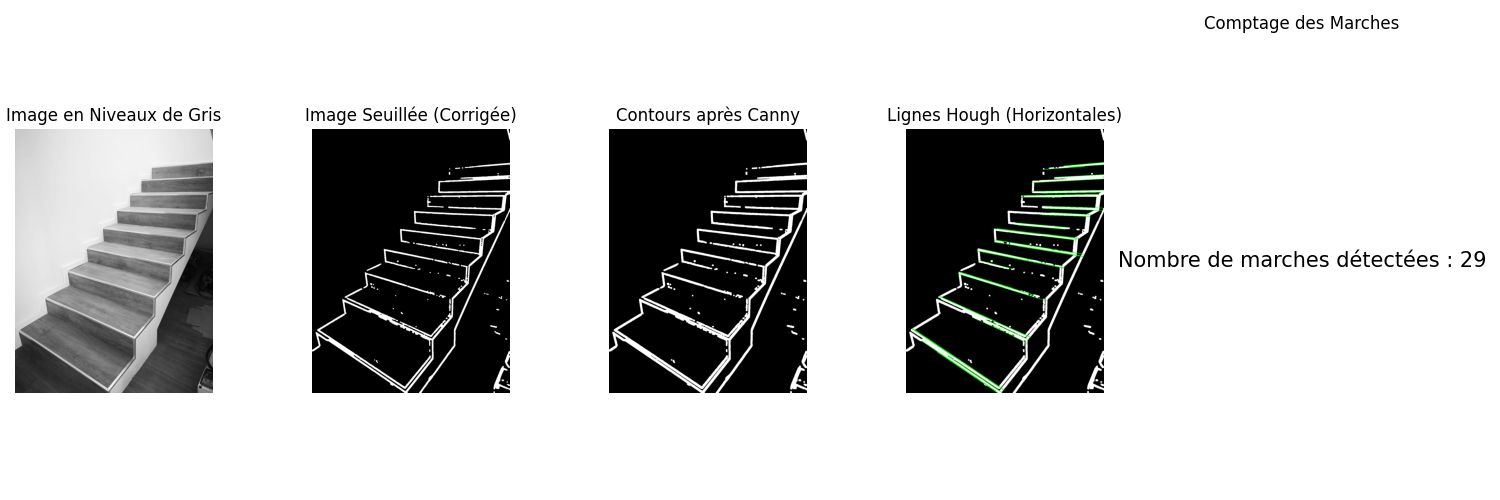 Comptage des Marches
Image en Niveaux de Gris
Image Seuillée (Corrigée)
Contours après Canny
Lignes Hough (Horizontales)
Nombre de marches détectées : 29